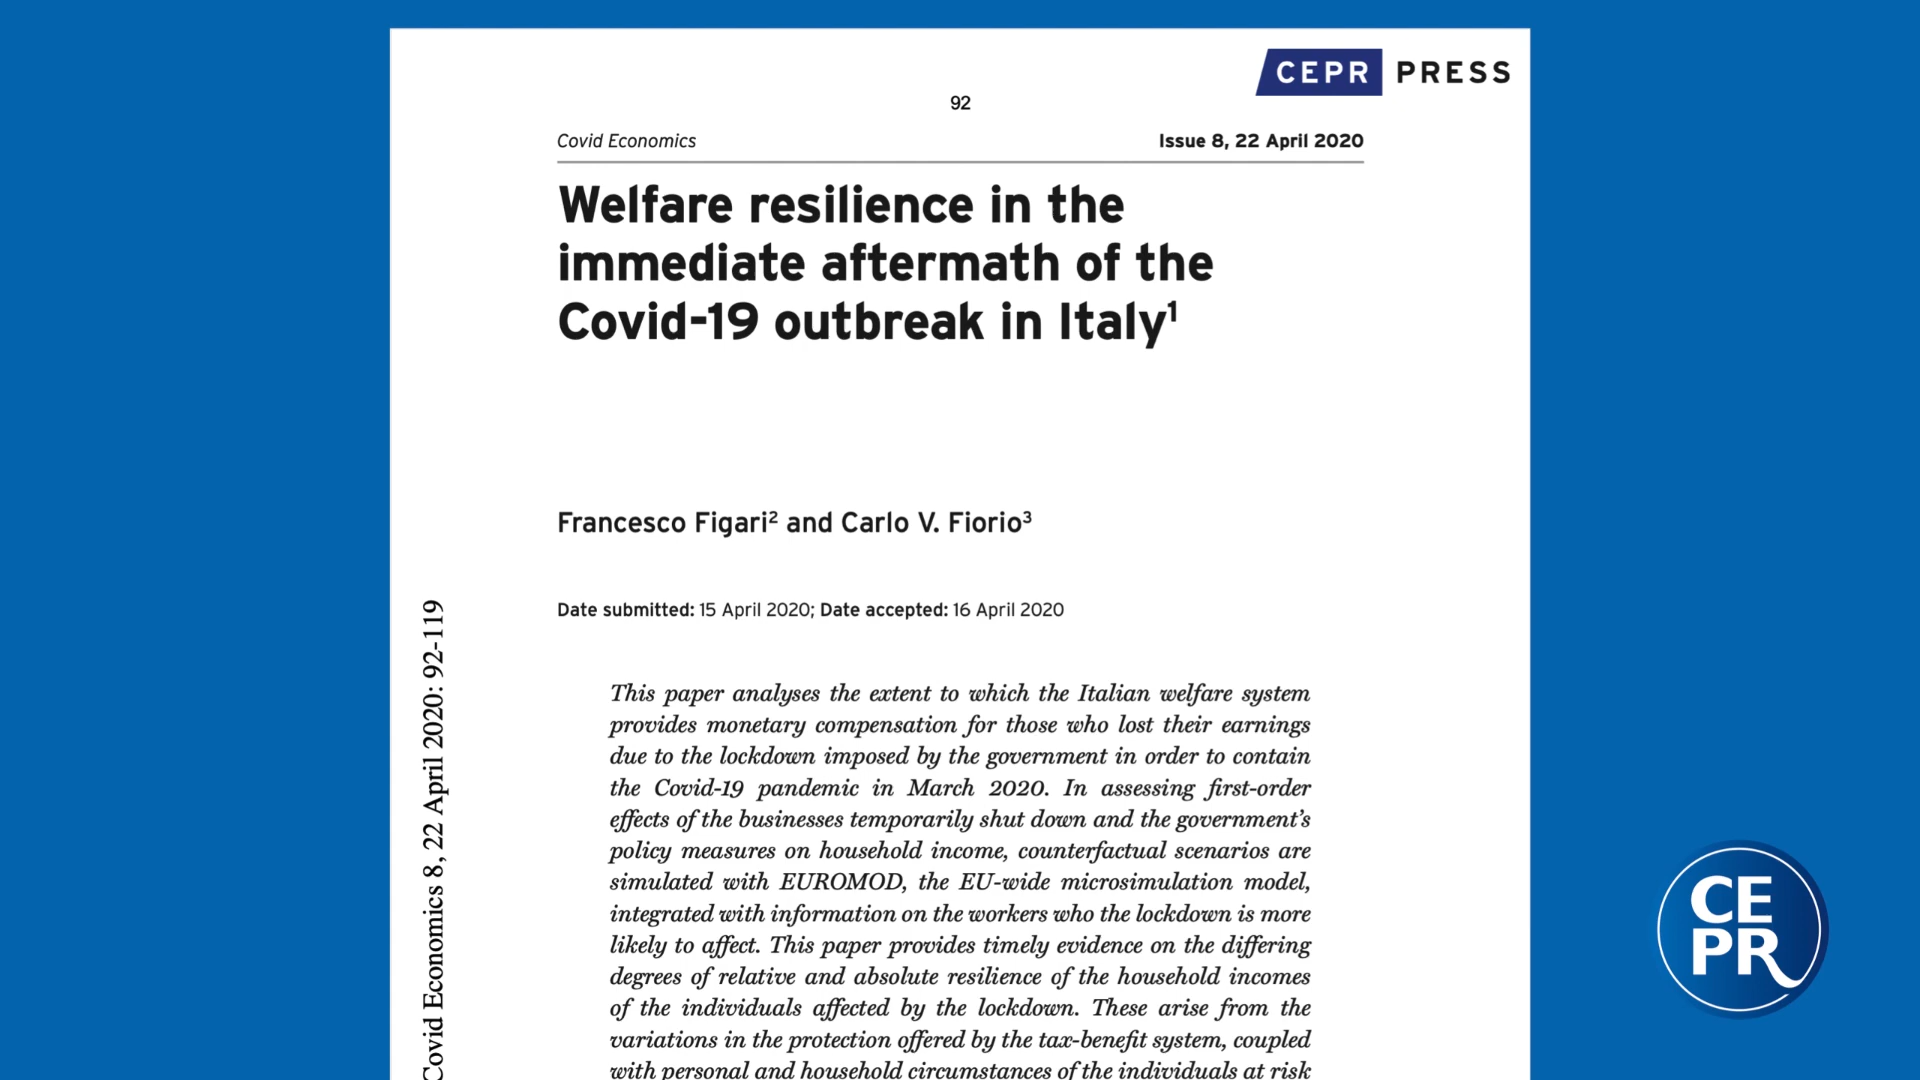 CEPR PRESS
92
Covid Economics
Issue 8, 22 April 2020
Welfare resilience in the
immediate aftermath of the
Covid-19 outbreak in Italy¹
Francesco Figari² and Carlo V. Fiorio³
Date submitted: 15 April 2020; Date accepted: 16 April 2020
This paper analyses the extent to which the Italian welfare system
provides monetary compensation for those who lost their earnings
due to the lockdown imposed by the government in order to contain
the Covid-19 pandemic in March 2020. In assessing first-order
effects of the businesses temporarily shut down and the government’s
policy measures on household income, counterfactual scenarios are
simulated with EUROMOD, the EU-wide microsimulation model,
integrated with information on the workers who the lockdown is more
likely to affect. This paper provides timely evidence on the differing
degrees of relative and absolute resilience of the household incomes
of the individuals affected by the lockdown. These arise from the
variations in the protection offered by the tax-benefit system, coupled
with personal and household circumstances of the individuals at risk
Covid Economics 8, 22 April 2020: 92-119
CE
PR